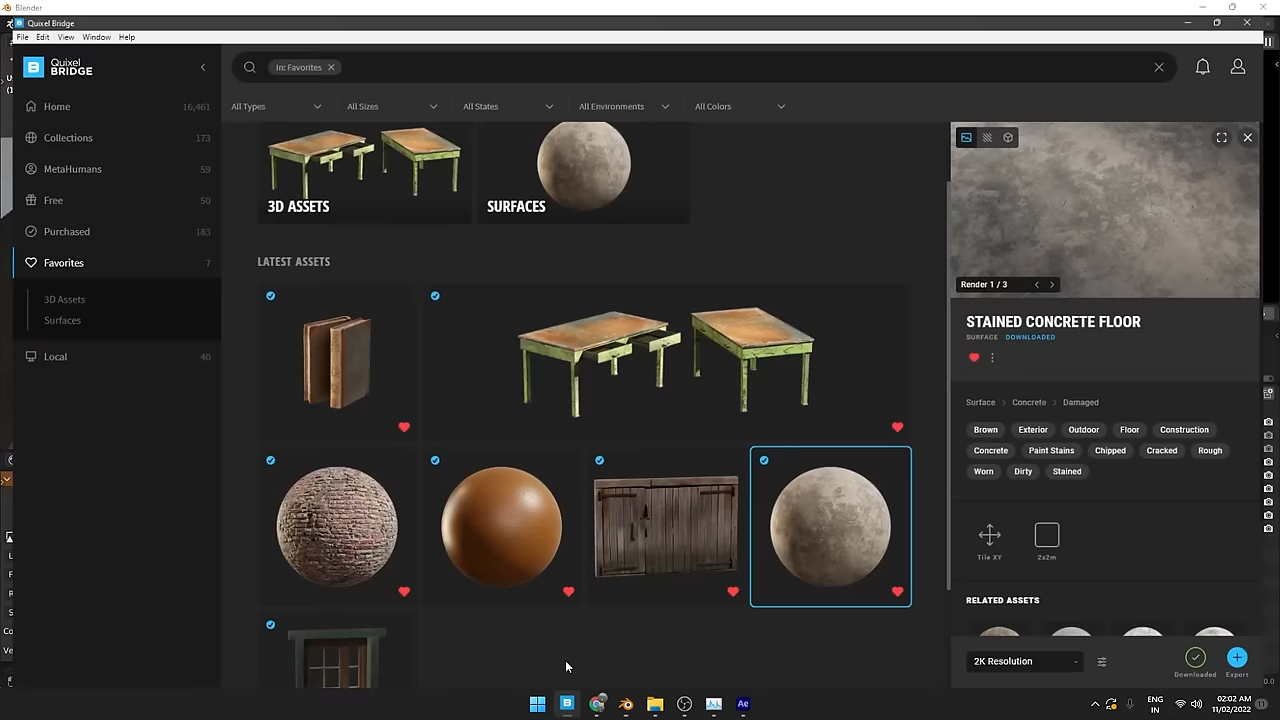 Blender
Quixel Bridge
File Edit View Window Help
B Quixel BRIDGE
In: Favorites
Home 16,461
All Types All Sizes All States All Environments All Colors
Collections 173
MetaHumans 59
Free 50
Purchased 183
Favorites 7
3D Assets
Surfaces
Local 40
3D ASSETS
SURFACES
LATEST ASSETS
Render 1 / 3
STAINED CONCRETE FLOOR
SURFACE DOWNLOADED
Surface > Concrete > Damaged
Brown Exterior Outdoor Floor Construction
Concrete Paint Stains Chipped Cracked Rough
Worn Dirty Stained
Tile XY 2x2m
RELATED ASSETS
2K Resolution
Downloaded Export
B Ae
ENG
IN
02:02 AM
11/02/2022